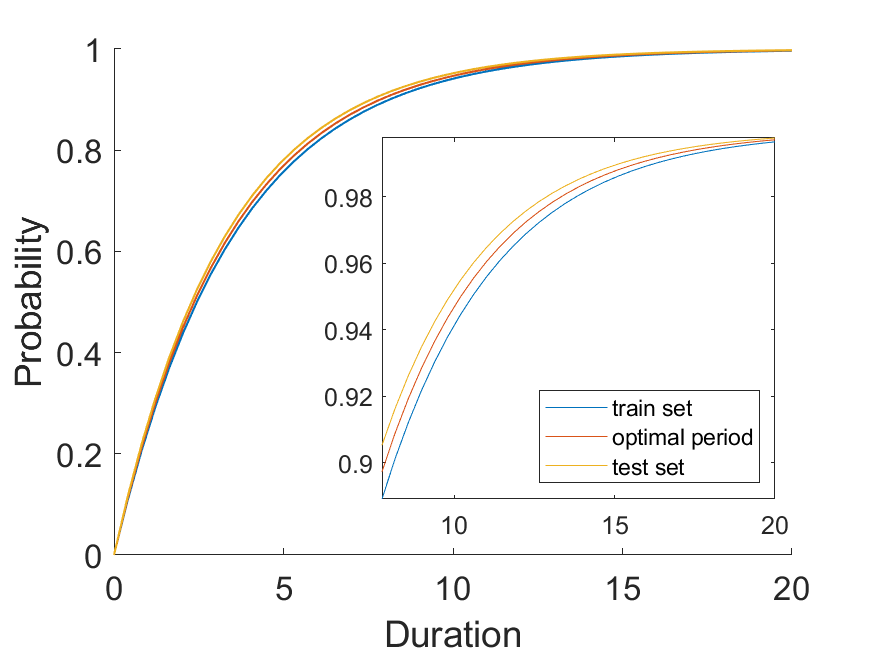 1
0.8
0.6
0.4
0.2
0
Probability
0 5 10 15 20
Duration
0.98
0.96
0.94
0.92
0.9
10 15 20
train set
optimal period
test set